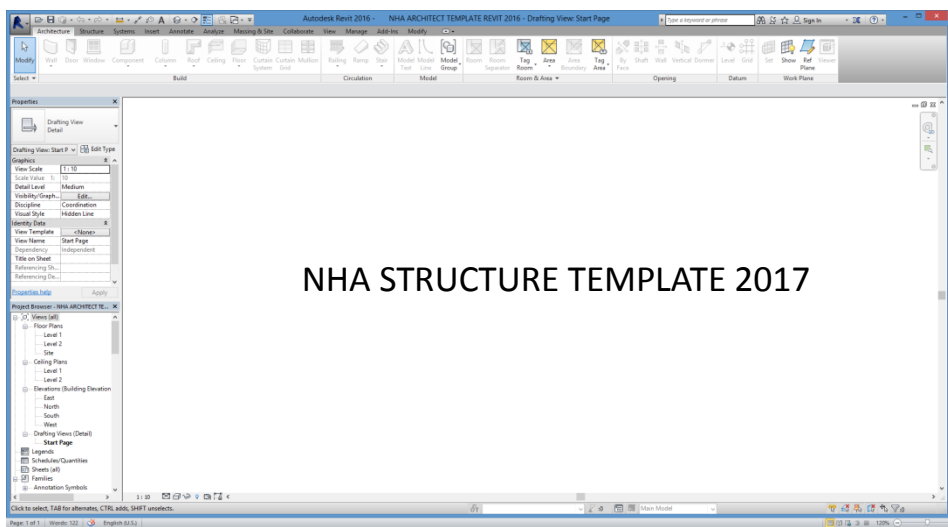 Autodesk Revit 2016 - NHA ARCHITECT TEMPLATE REVIT 2016 - Drafting View: Start Page
Type a keyword or phrase
Sign In
Architecture Structure Systems Insert Annotate Analyze Massing & Site Collaborate View Manage Add-Ins Modify
Modify Wall Door Window Component Column Roof Ceiling Floor Curtain System Curtain Grid Mullion Railing Ramp Stair Model Text Model Line Model Group Room Room Separator Tag Room Area Area Boundary Tag Area By Face Shaft Wall Vertical Dormer Level Grid Set Show Ref Plane Viewer
Select Build Circulation Model Room & Area Opening Datum Work Plane
Properties
Drafting View
Detail
Drafting View: Start P Edit Type
Graphics
View Scale 1 : 10
Scale Value 1: 10
Detail Level Medium
Visibility/Graph... Edit...
Discipline Coordination
Visual Style Hidden Line
Identity Data
View Template <None>
View Name Start Page
Dependency Independent
Title on Sheet
Referencing Sh...
Referencing De...
Properties help Apply
NHA STRUCTURE TEMPLATE 2017
Project Browser - NHA ARCHITECT TE...
Views (all)
Floor Plans
Level 1
Level 2
Site
Ceiling Plans
Level 1
Level 2
Elevations (Building Elevation
East
North
South
West
Drafting Views (Detail)
Start Page
Legends
Schedules/Quantities
Sheets (all)
Families
Annotation Symbols
1 : 10
Click to select, TAB for alternates, CTRL adds, SHIFT unselects.
:0 Main Model
Page: 1 of 1 Words: 122 English (U.S.) 120%